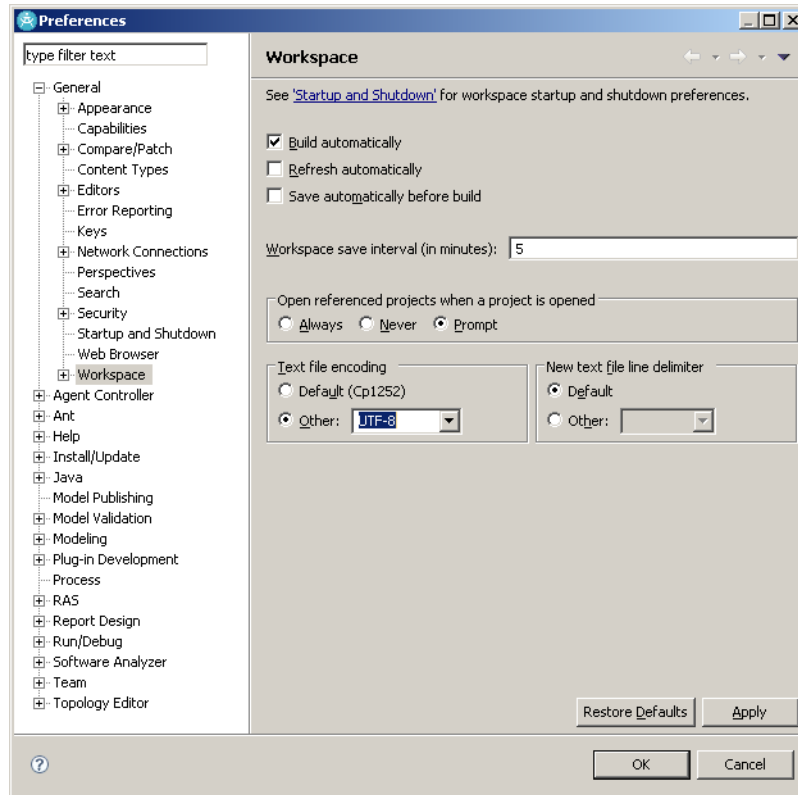 Preferences
type filter text
General
Appearance
Capabilities
Compare/Patch
Content Types
Editors
Error Reporting
Keys
Network Connections
Perspectives
Search
Security
Startup and Shutdown
Web Browser
Workspace
Agent Controller
Ant
Help
Install/Update
Java
Model Publishing
Model Validation
Modeling
Plug-in Development
Process
RAS
Report Design
Run/Debug
Software Analyzer
Team
Topology Editor
Workspace
See 'Startup and Shutdown' for workspace startup and shutdown preferences.
Build automatically
Refresh automatically
Save automatically before build
Workspace save interval (in minutes): 5
Open referenced projects when a project is opened
Always Never Prompt
Text file encoding
Default (Cp1252)
Other: UTF-8
New text file line delimiter
Default
Other:
Restore Defaults Apply
? OK Cancel